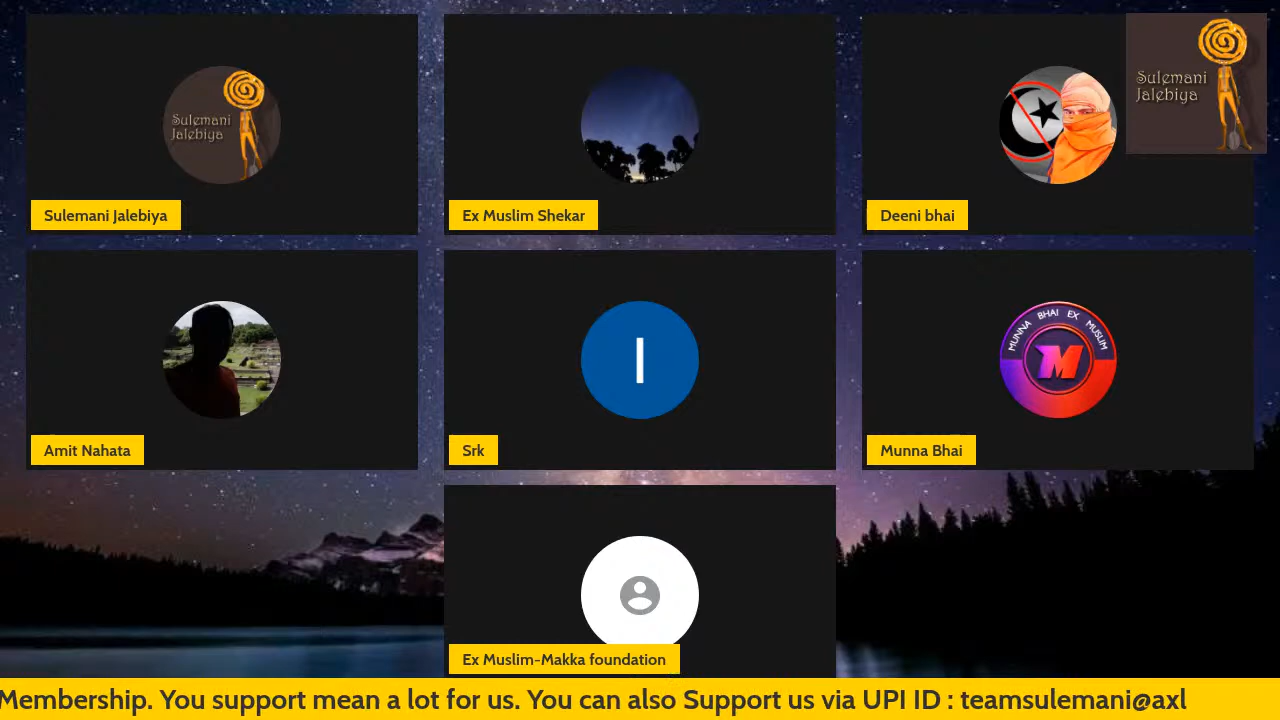 Sulemani
Jalebiya
Sulemani
Jalebiya
Sulemani Jalebiya
Ex Muslim Shekar
Deeni bhai
I
MUNNA BHAI EX MUSLIM
M
Amit Nahata
Srk
Munna Bhai
Ex Muslim-Makka foundation
Membership. You support mean a lot for us. You can also Support us via UPI ID : teamsulemani@axl